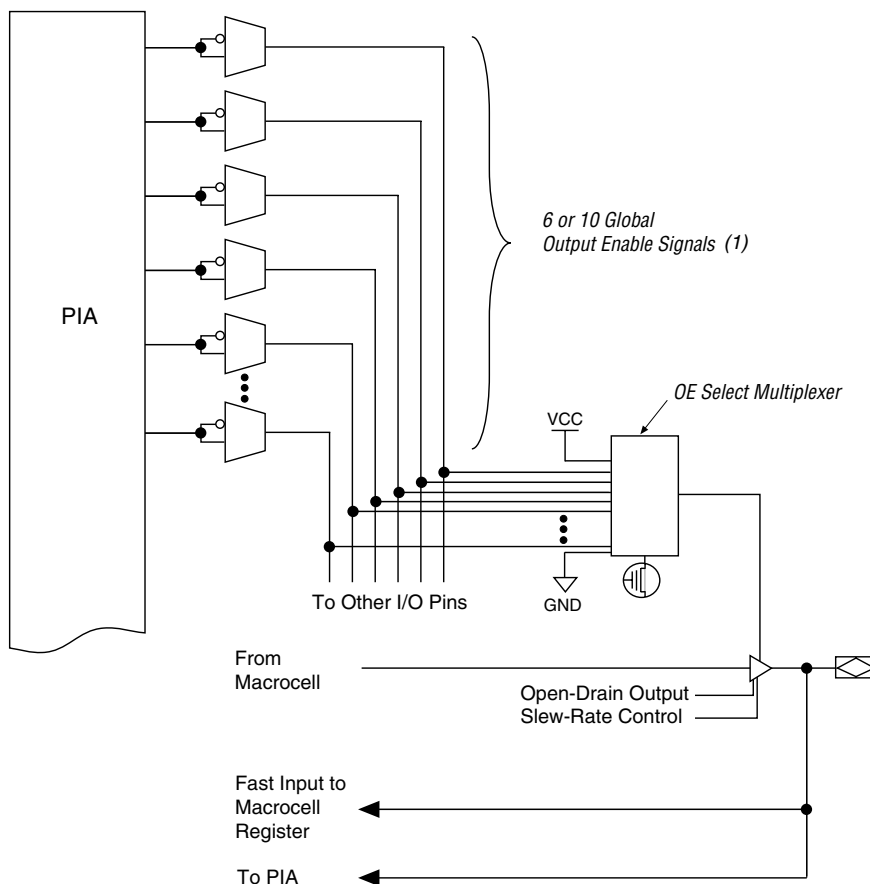 PIA
6 or 10 Global
Output Enable Signals (1)
OE Select Multiplexer
VCC
To Other I/O Pins
GND
From
Macrocell
Open-Drain Output
Slew-Rate Control
Fast Input to
Macrocell
Register
To PIA